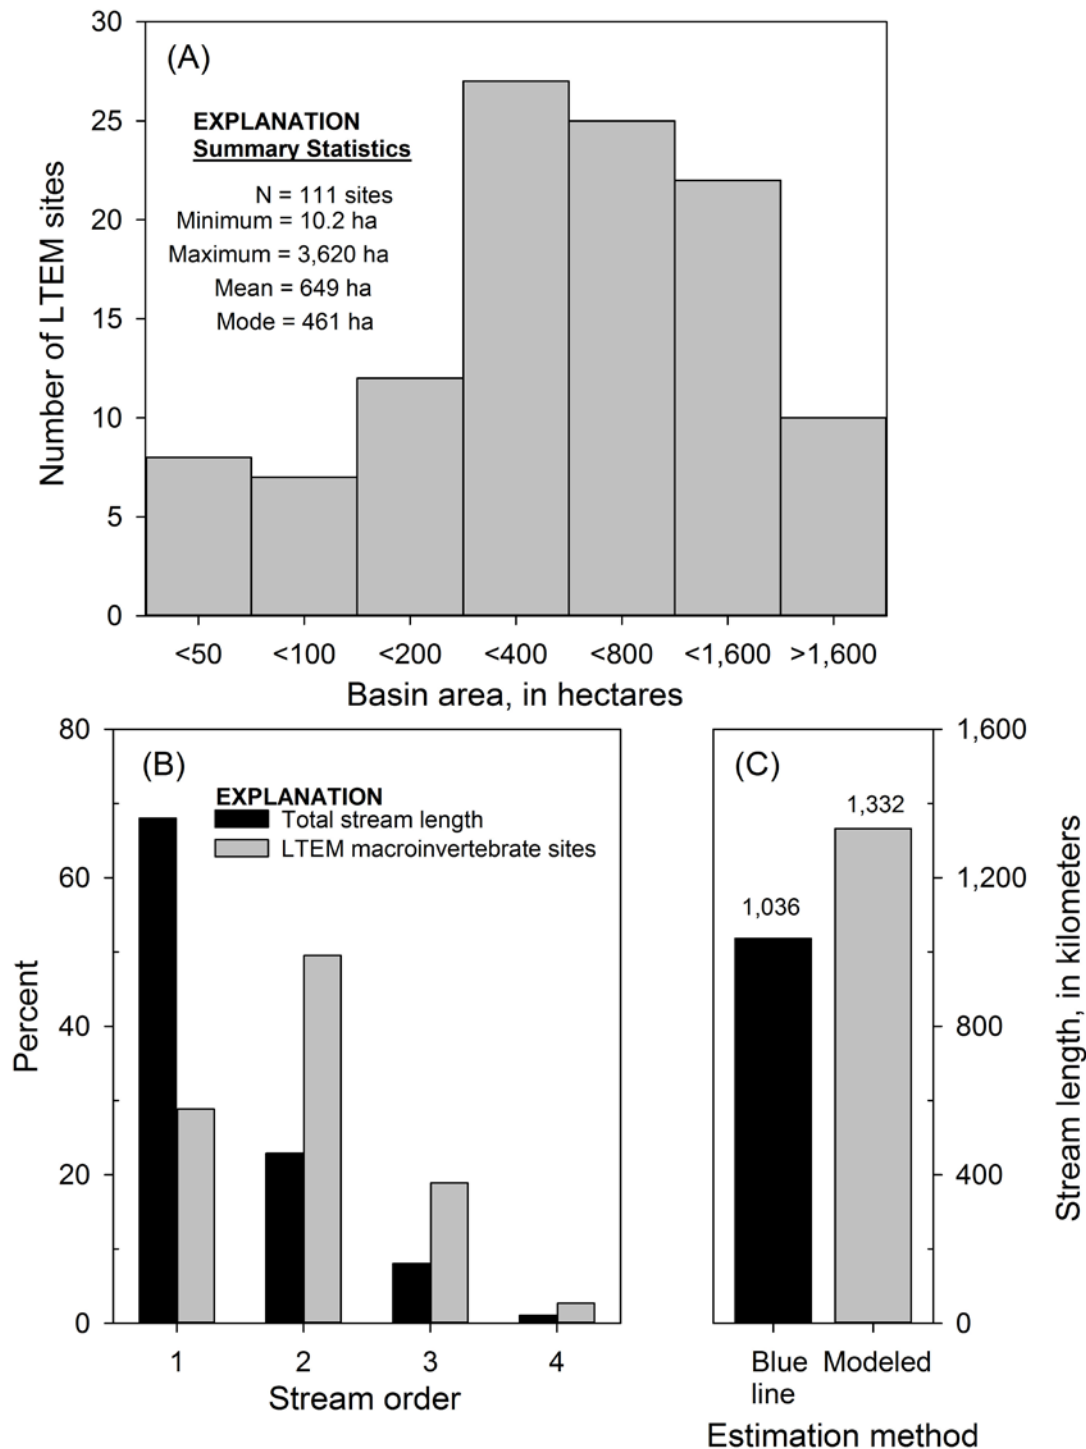 (A)
EXPLANATION
Summary Statistics
N = 111 sites
Minimum = 10.2 ha
Maximum = 3,620 ha
Mean = 649 ha
Mode = 461 ha
Number of LTEM sites
30
25
20
15
10
5
0
<50 <100 <200 <400 <800 <1,600 >1,600
Basin area, in hectares
(B)
EXPLANATION
Total stream length
LTEM macroinvertebrate sites
Percent
80
60
40
20
0
1 2 3 4
Stream order
(C)
1,332
1,036
1,600
1,200
800
400
0
Stream length, in kilometers
Blue Modeled
line
Estimation method